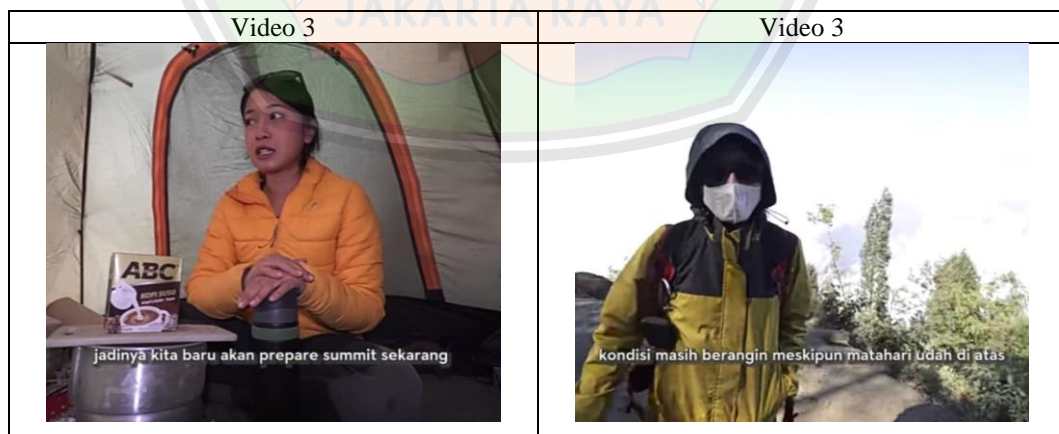 JAKARTA RAYA
Video 3
Video 3
ABC
KOPI SUSU
jadinya kita baru akan prepare summit sekarang
kondisi masih berangin meskipun matahari udah di atas